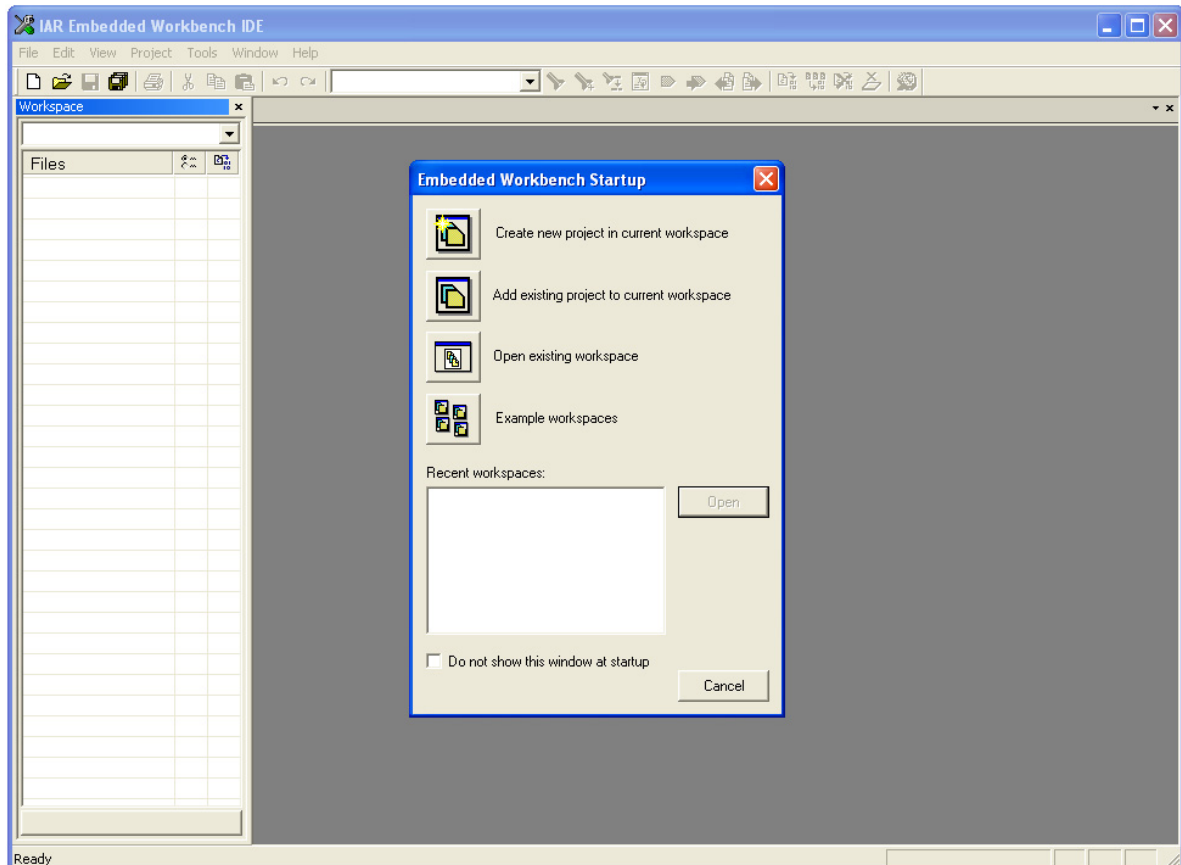 IAR Embedded Workbench IDE
File Edit View Project Tools Window Help
Workspace
Files
Embedded Workbench Startup
Create new project in current workspace
Add existing project to current workspace
Open existing workspace
Example workspaces
Recent workspaces:
Open
Do not show this window at startup
Cancel
Ready